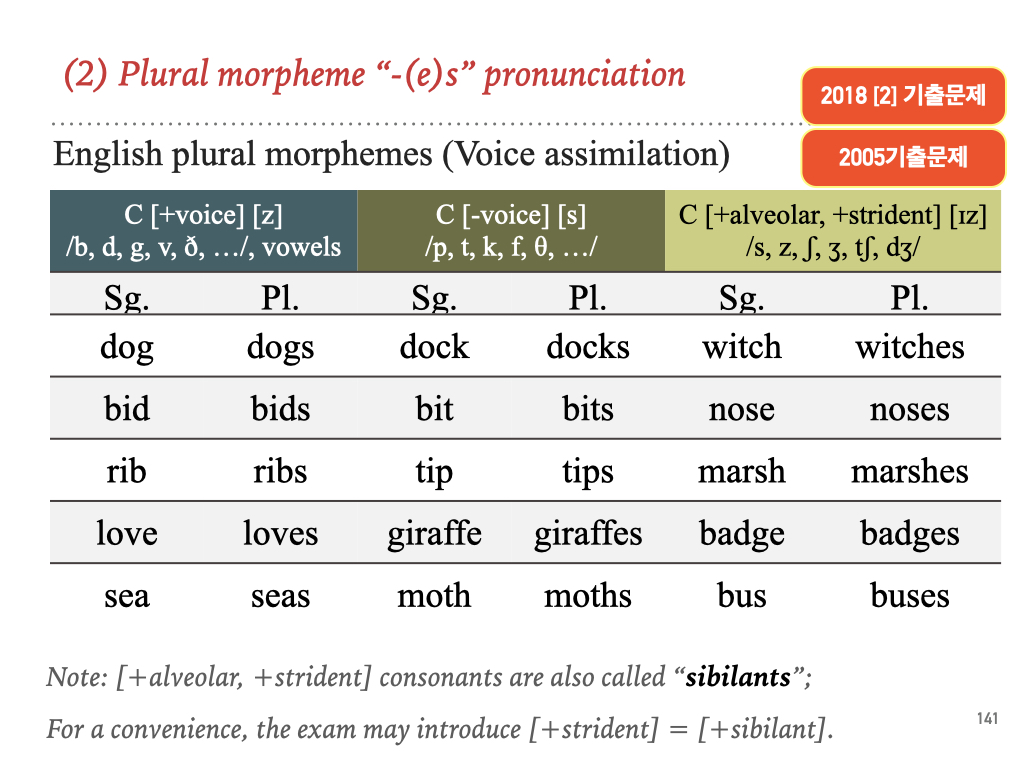 (2) Plural morpheme “-(e)s” pronunciation
2018 [2] 기출문제
English plural morphemes (Voice assimilation)
2005기출문제
C [+voice] [z] C [-voice] [s] C [+alveolar, +strident] [ɪz]
/b, d, g, v, ð, …/, vowels /p, t, k, f, θ, …/ /s, z, ʃ, ʒ, tʃ, dʒ/
Sg. Pl. Sg. Pl. Sg. Pl.
dog dogs dock docks witch witches
bid bids bit bits nose noses
rib ribs tip tips marsh marshes
love loves giraffe giraffes badge badges
sea seas moth moths bus buses
Note: [+alveolar, +strident] consonants are also called “sibilants”;
For a convenience, the exam may introduce [+strident] = [+sibilant].
141